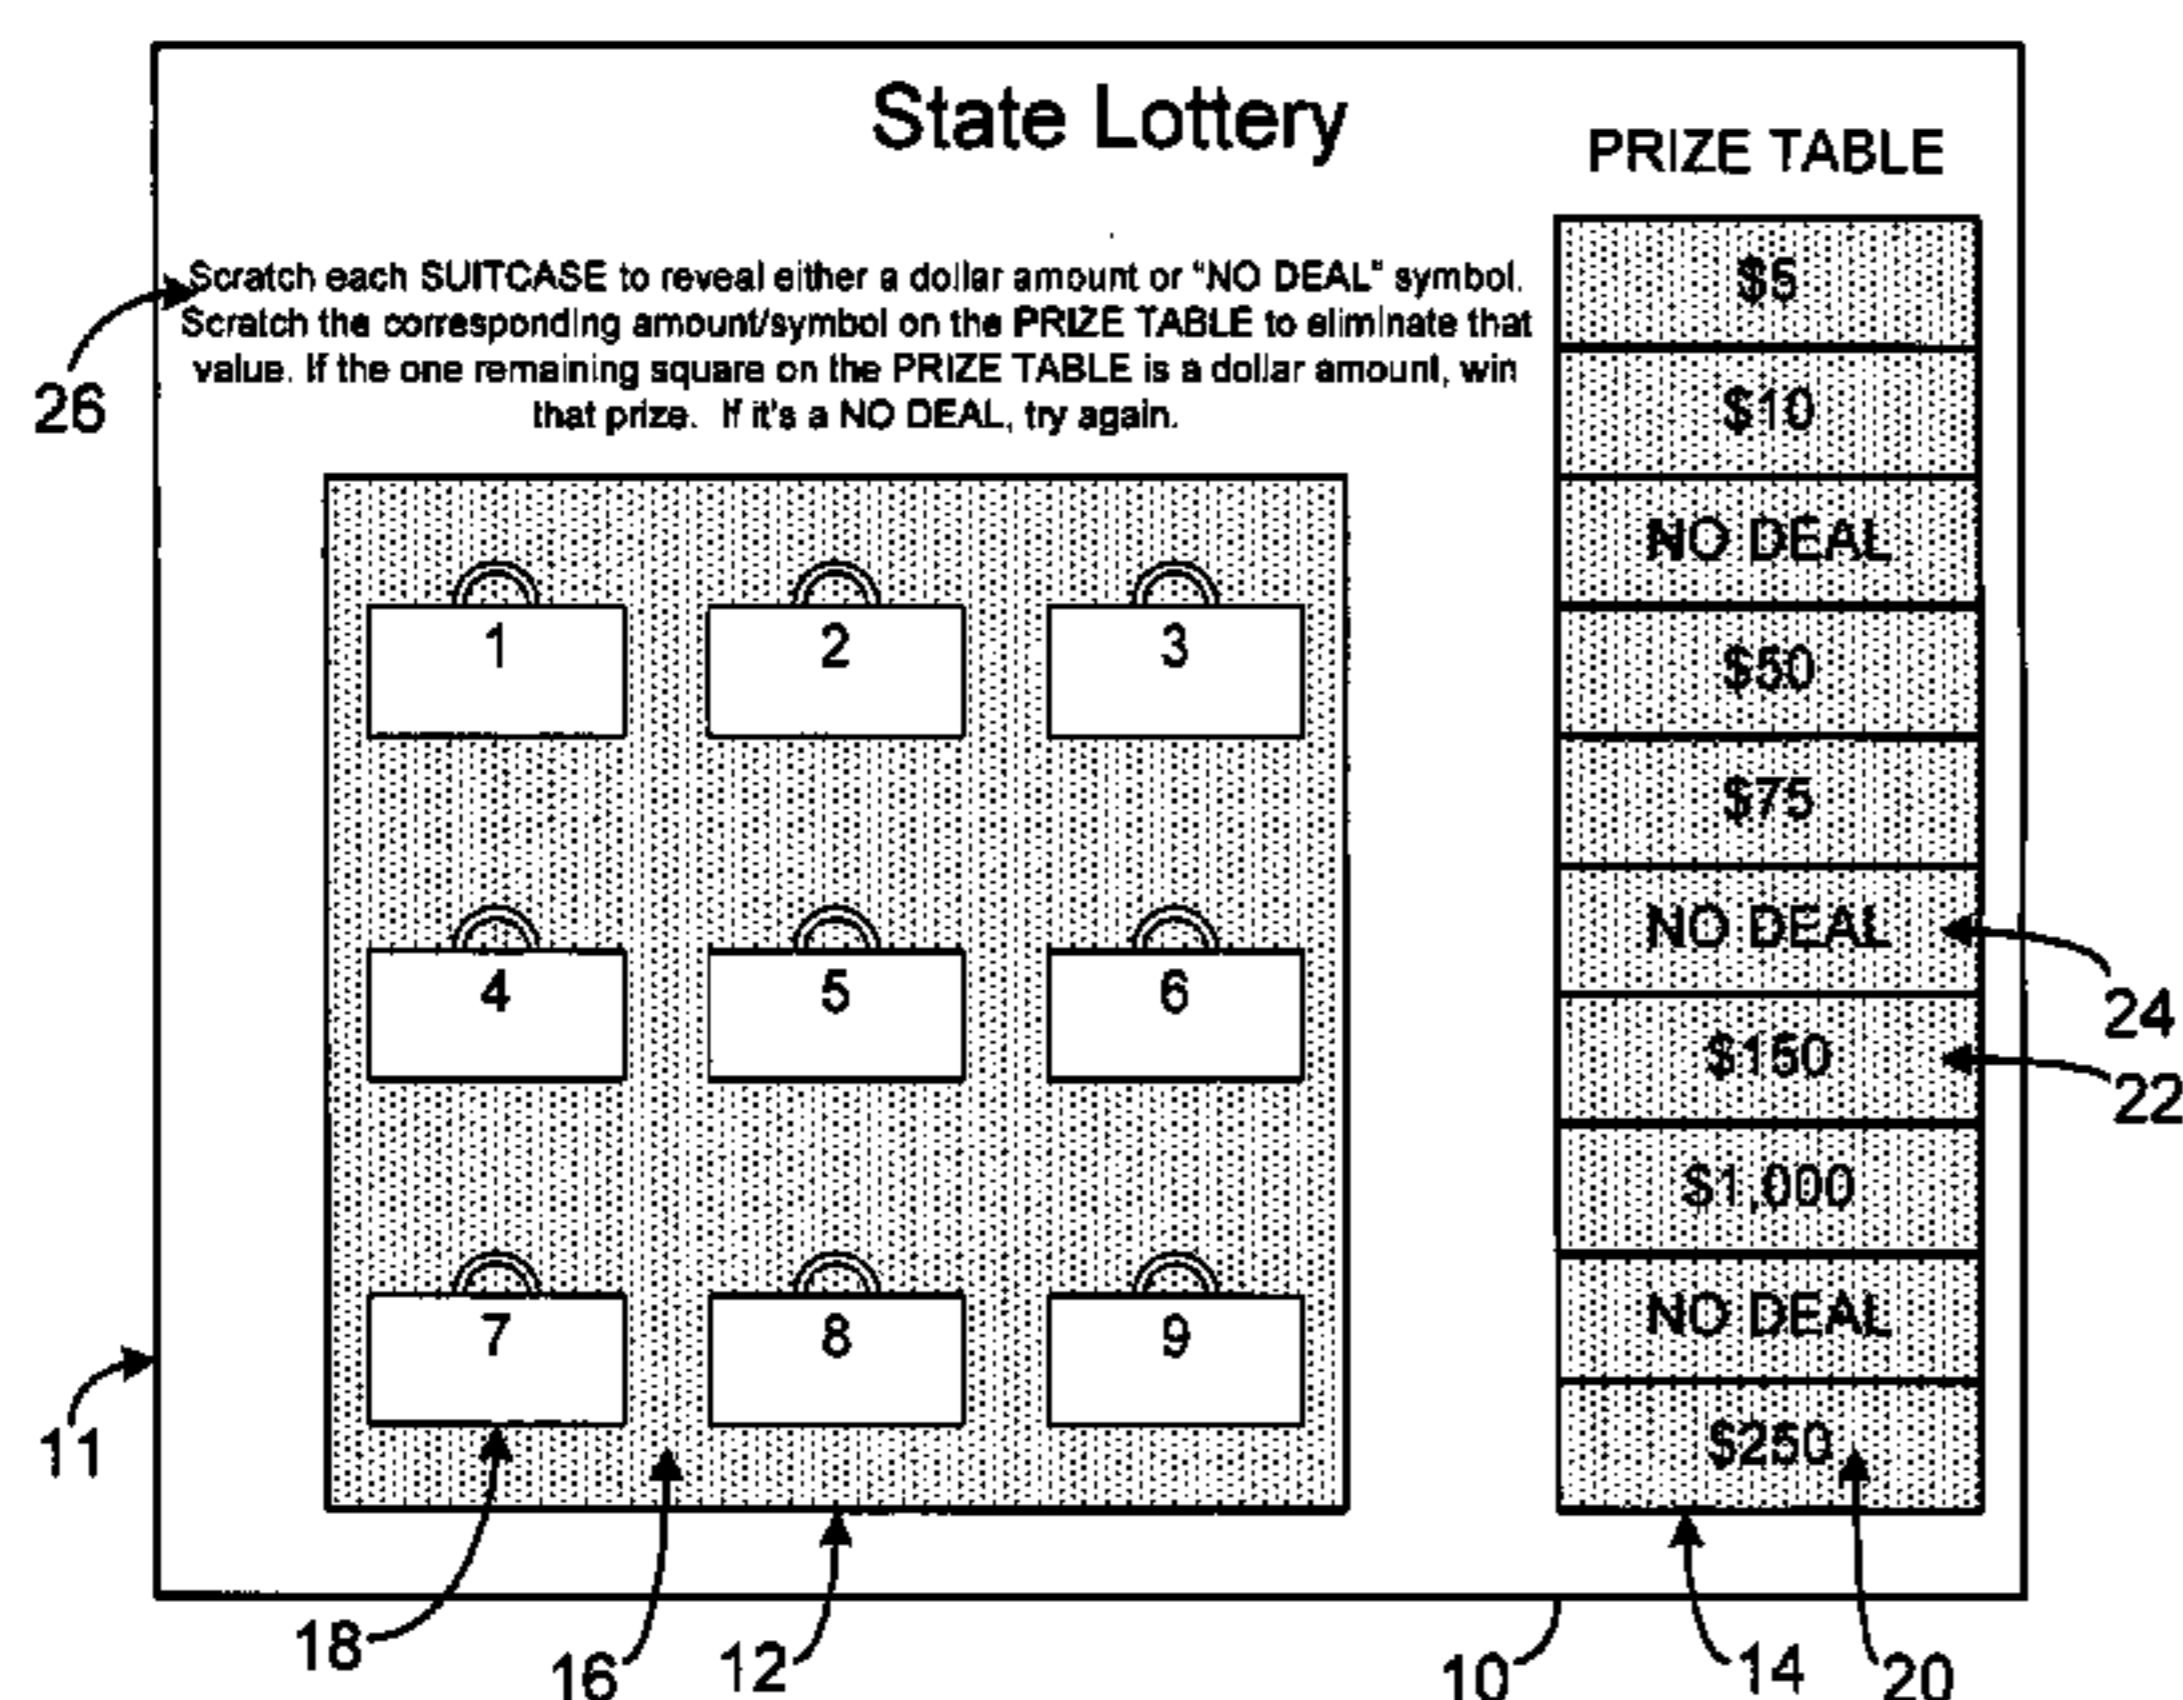 State Lottery
PRIZE TABLE
Scratch each SUITCASE to reveal either a dollar amount or "NO DEAL" symbol.
Scratch the corresponding amount/symbol on the PRIZE TABLE to eliminate that
value. If the one remaining square on the PRIZE TABLE is a dollar amount, win
that prize. If it's a NO DEAL, try again.
26
1 2 3
4 5 6
7 8 9
$5
$10
NO DEAL
$50
$75
NO DEAL
$150
$1,000
NO DEAL
$250
24
22
11
18 16 12 10 14 20